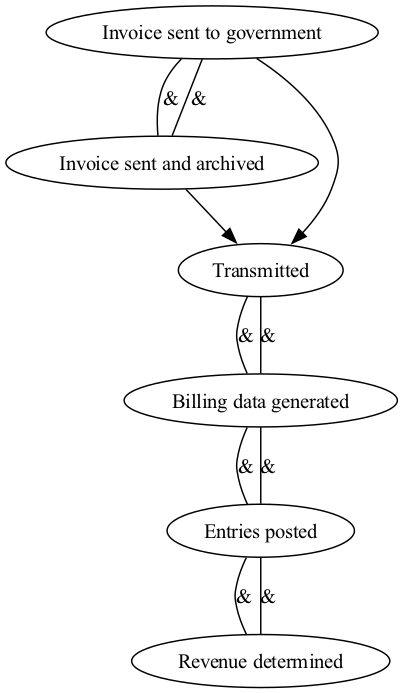 Invoice sent to government
& &
Invoice sent and archived
Transmitted
& &
Billing data generated
& &
Entries posted
& &
Revenue determined